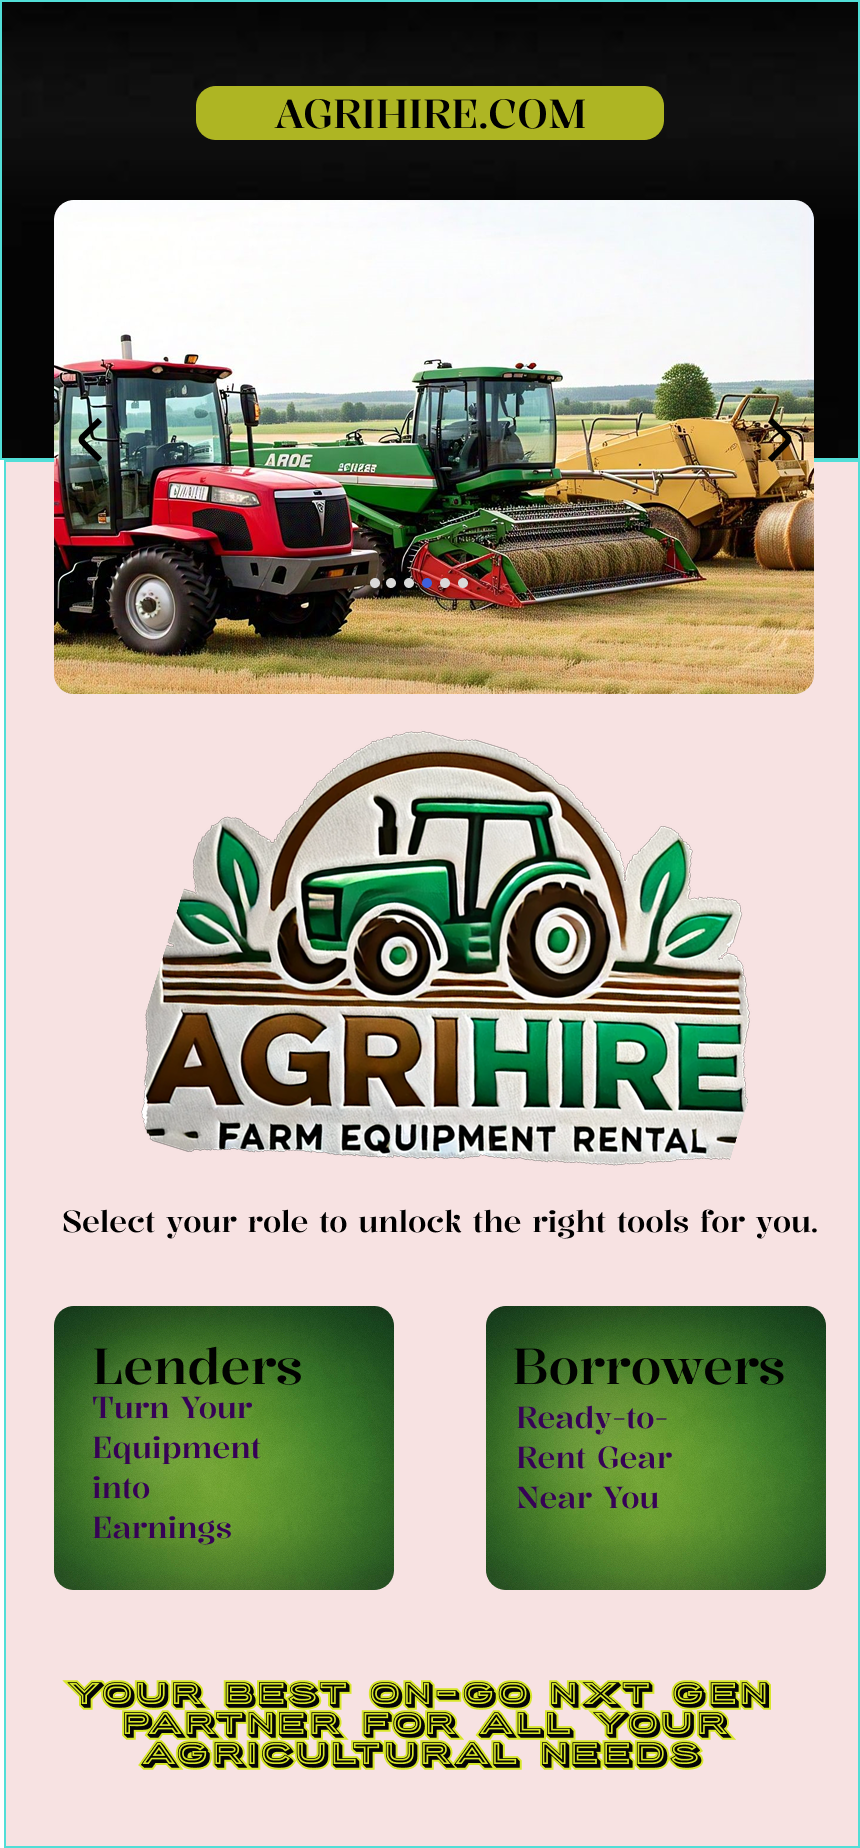 AGRIHIRE.COM
AROE
AGRIHIRE
FARM EQUIPMENT RENTAL
Select your role to unlock the right tools for you.
Lenders
Turn Your
Equipment
into
Earnings
Borrowers
Ready-to-
Rent Gear
Near You
YOUR BEST ON-GO NXT GEN
PARTNER FOR ALL YOUR
AGRICULTURAL NEEDS